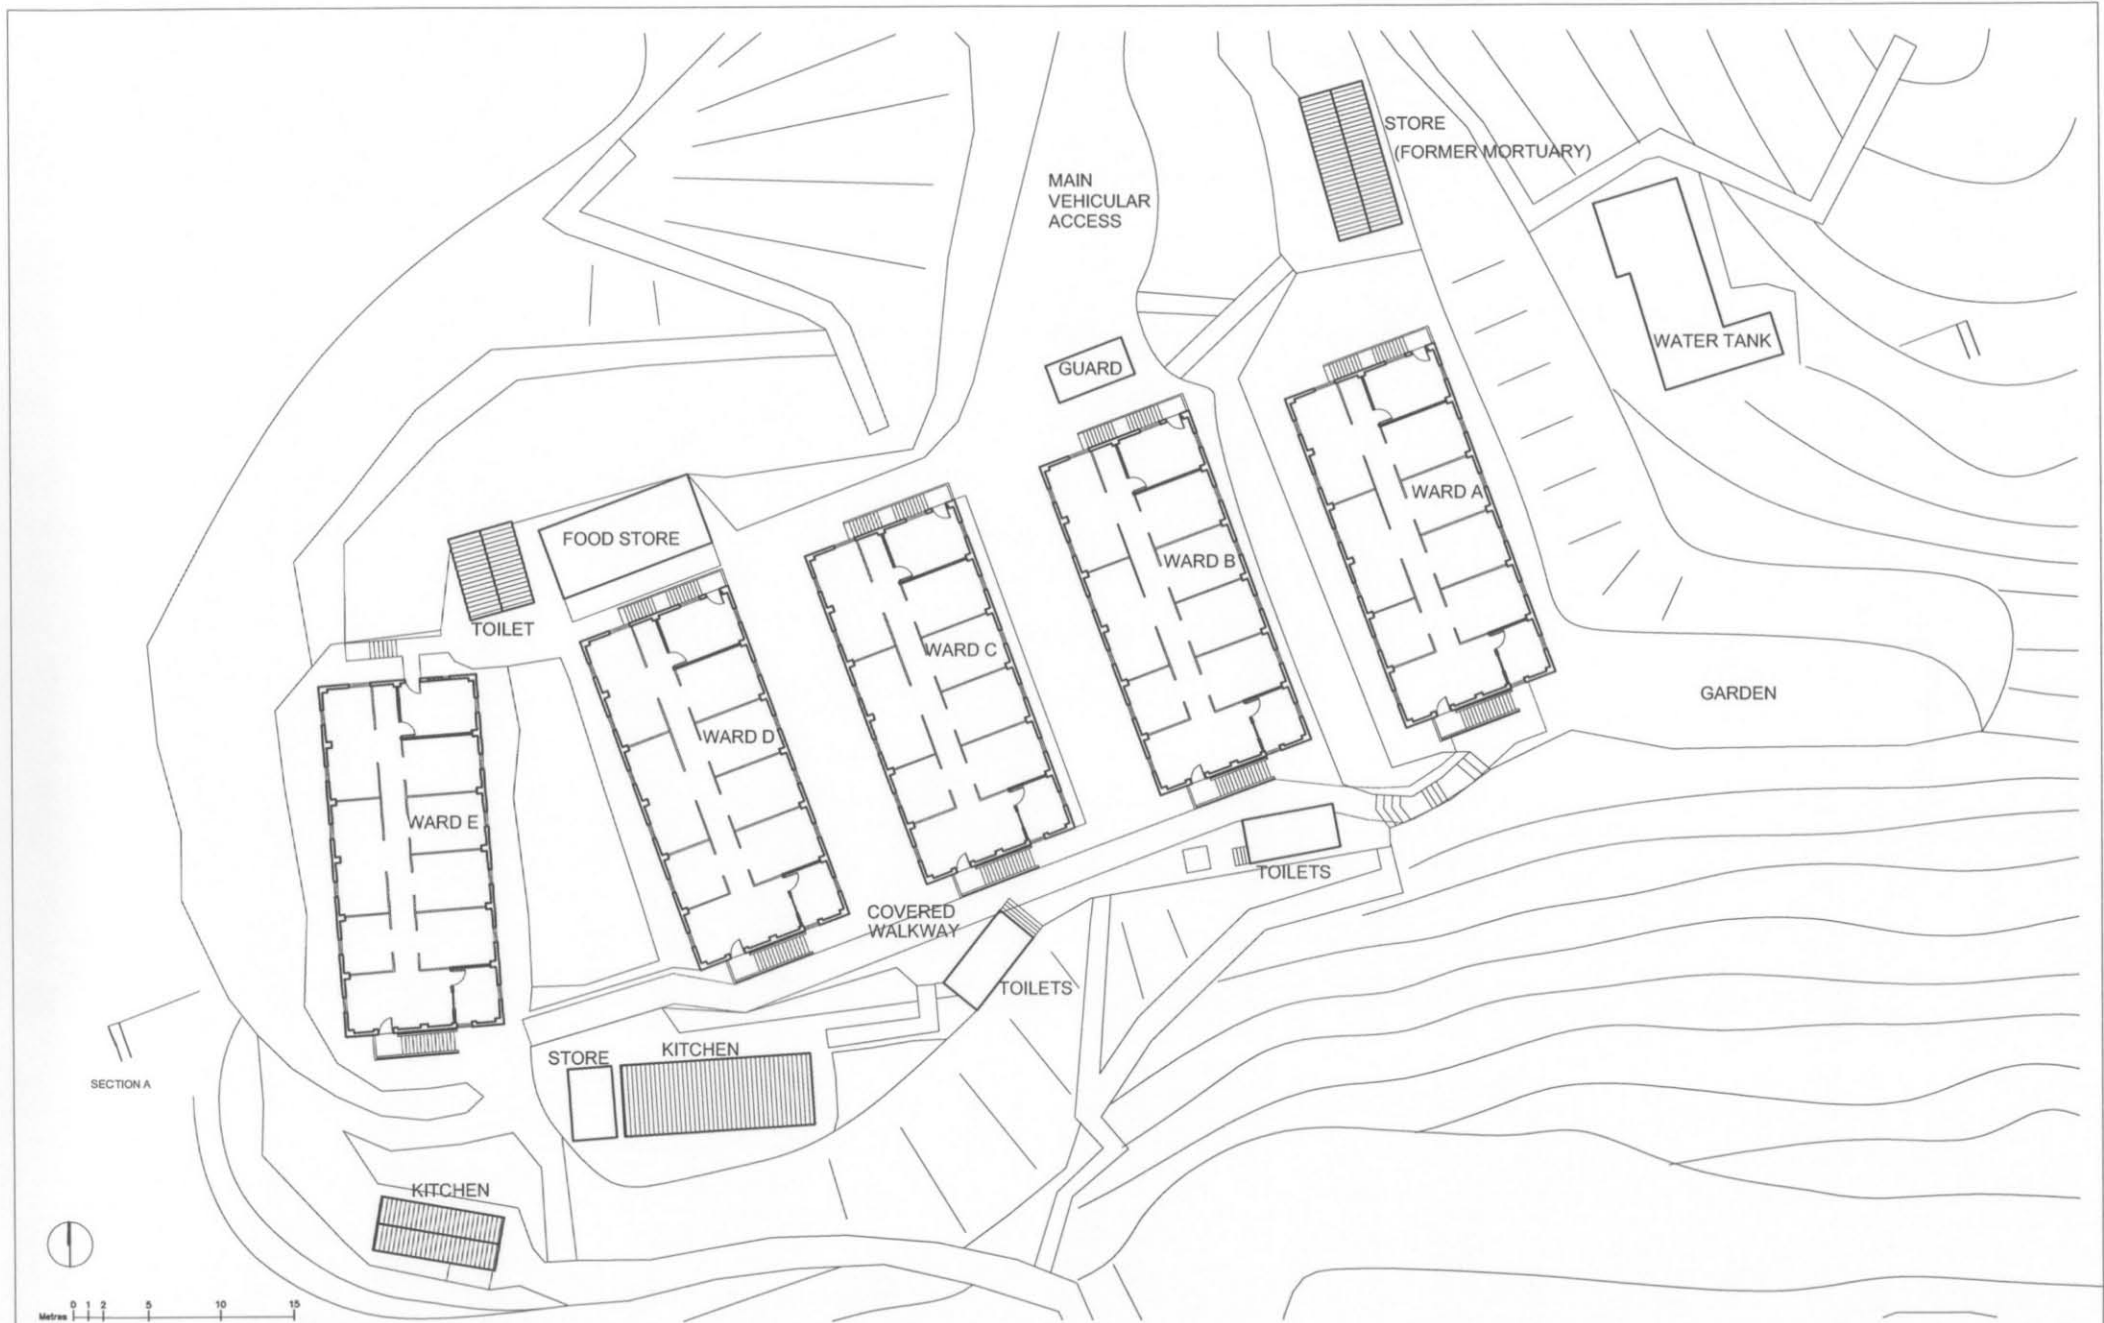 STORE
(FORMER MORTUARY)
MAIN
VEHICULAR
ACCESS
WATER TANK
GUARD
WARD A
WARD B
FOOD STORE
TOILET
WARD C
WARD D
WARD E
GARDEN
TOILETS
COVERED
WALKWAY
TOILETS
STORE
KITCHEN
SECTION A
KITCHEN
Metres 0 1 2 5 10 15